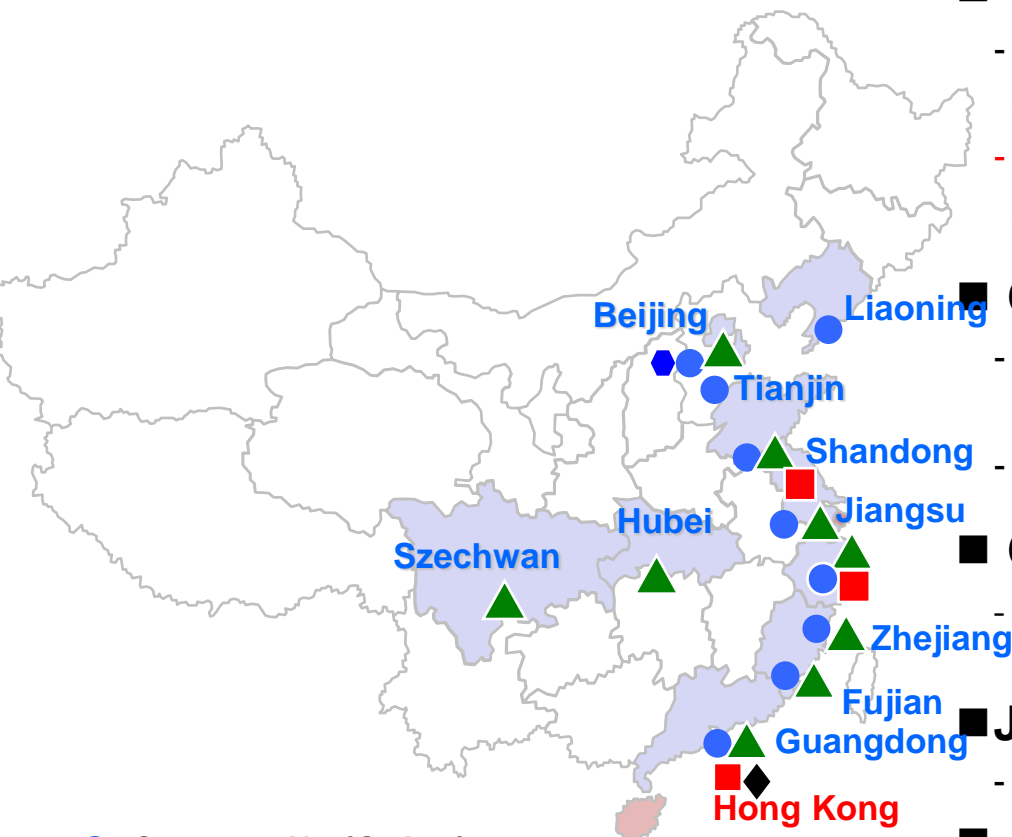 Liaoning
Beijing
Tianjin
Shandong
Jiangsu
Hubei
Szechwan
Zhejiang
Fujian
Guangdong
Hong Kong